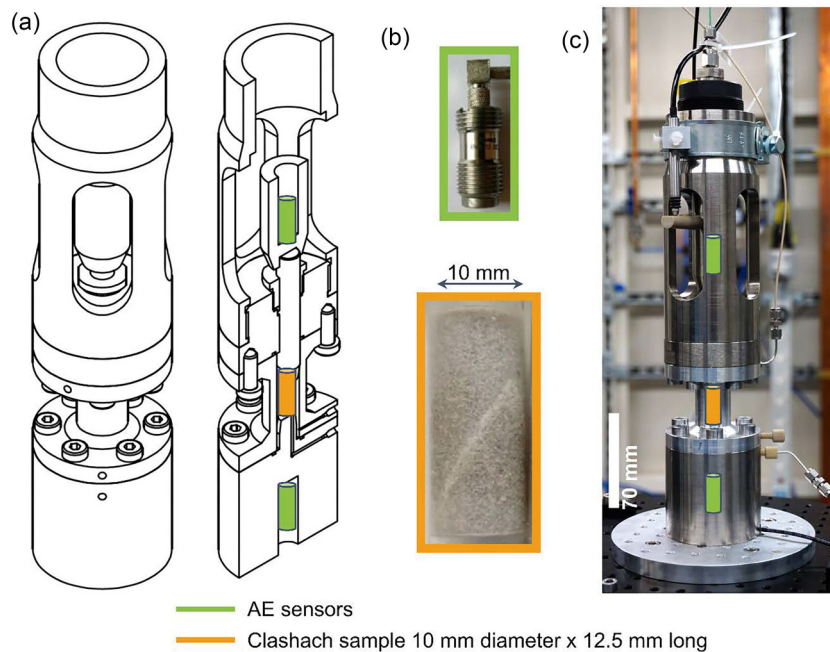 (a)
(b)
(c)
10 mm
70 mm
AE sensors
Clashach sample 10 mm diameter x 12.5 mm long